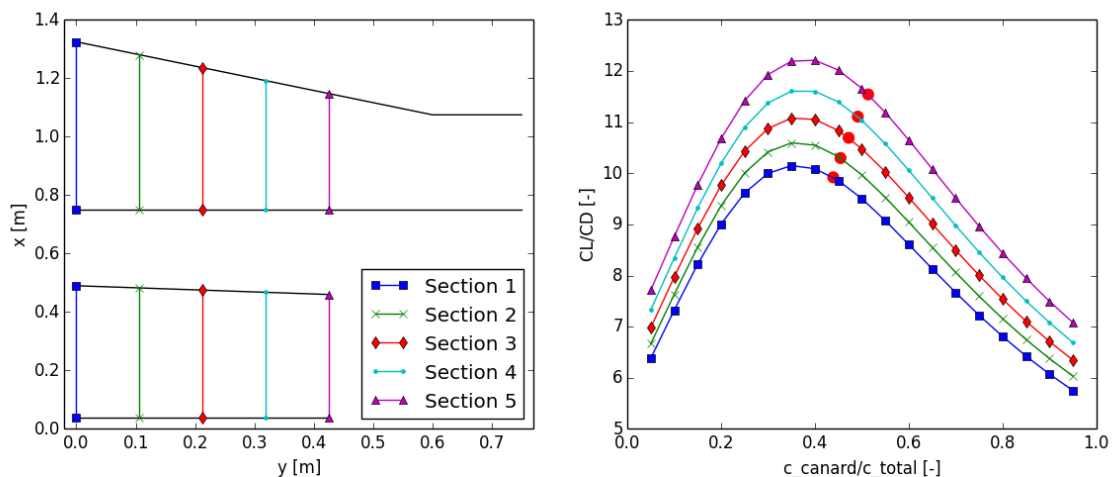 1.4
1.2
1.0
0.8
0.6
0.4
0.2
0.0
x [m]
0.0 0.1 0.2 0.3 0.4 0.5 0.6 0.7
y [m]
Section 1
Section 2
Section 3
Section 4
Section 5
13
12
11
10
9
8
7
6
5
CL/CD [-]
0.0 0.2 0.4 0.6 0.8 1.0
c_canard/c_total [-]